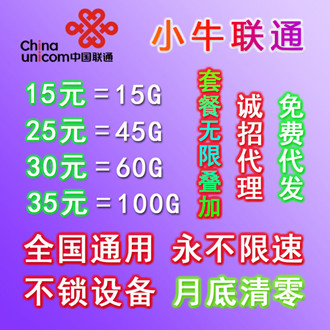 China
unicom中国联通
小牛联通
15元=15G
25元=45G
30元=60G
35元=100G
套餐无限叠加
诚招代理
免费代发
全国通用 永不限速
不锁设备 月底清零